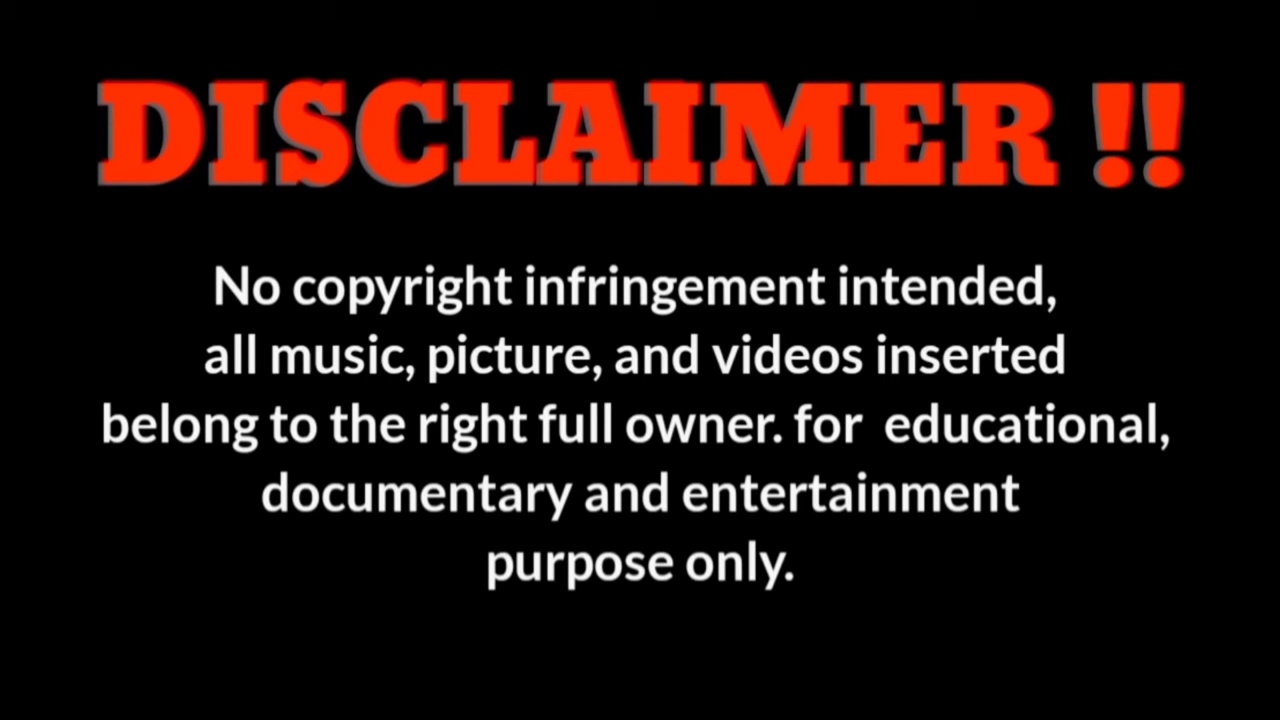 DISCLAIMER !!
No copyright infringement intended,
all music, picture, and videos inserted
belong to the right full owner. for  educational,
documentary and entertainment
purpose only.